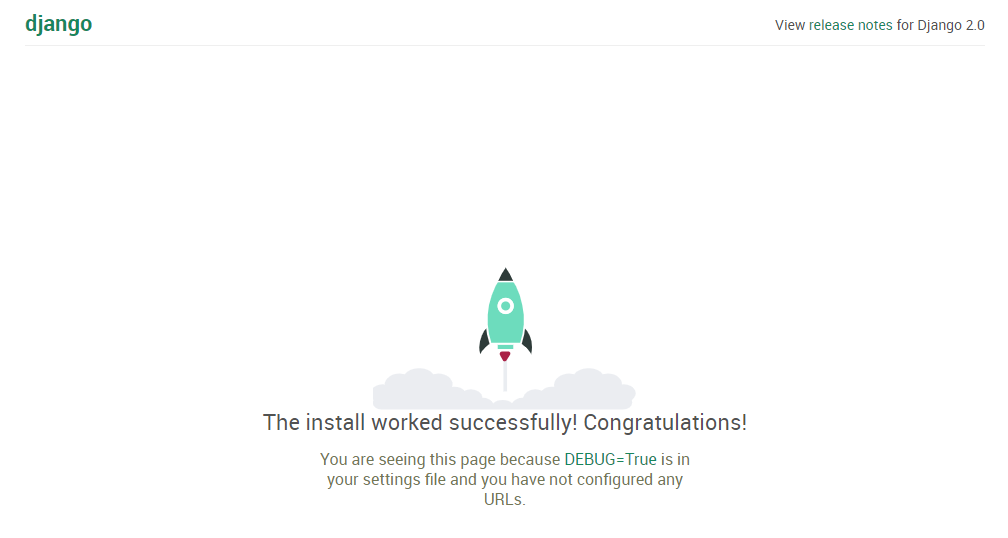 django
View release notes for Django 2.0
The install worked successfully! Congratulations!
You are seeing this page because DEBUG=True is in
your settings file and you have not configured any
URLs.